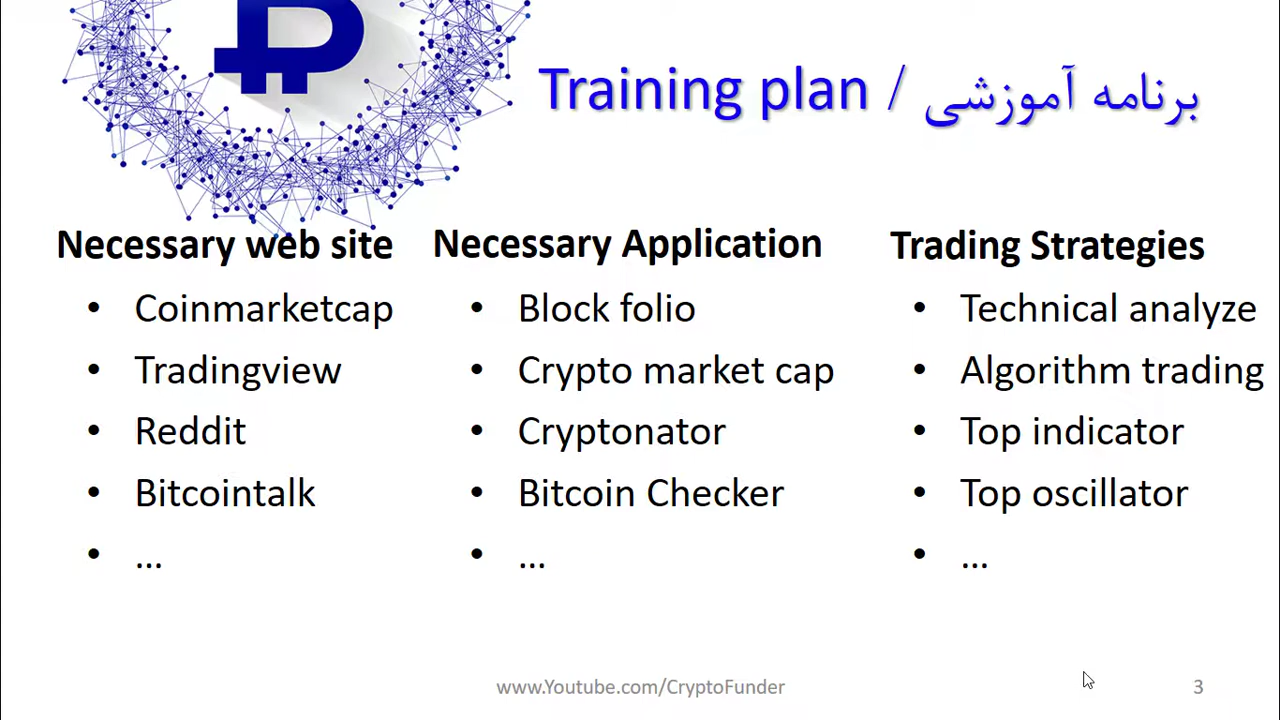 Training plan / برنامه آموزشی
Necessary web site
• Coinmarketcap
• Tradingview
• Reddit
• Bitcointalk
• ...
Necessary Application
• Block folio
• Crypto market cap
• Cryptonator
• Bitcoin Checker
• ...
Trading Strategies
• Technical analyze
• Algorithm trading
• Top indicator
• Top oscillator
• ...
www.Youtube.com/CryptoFunder
3